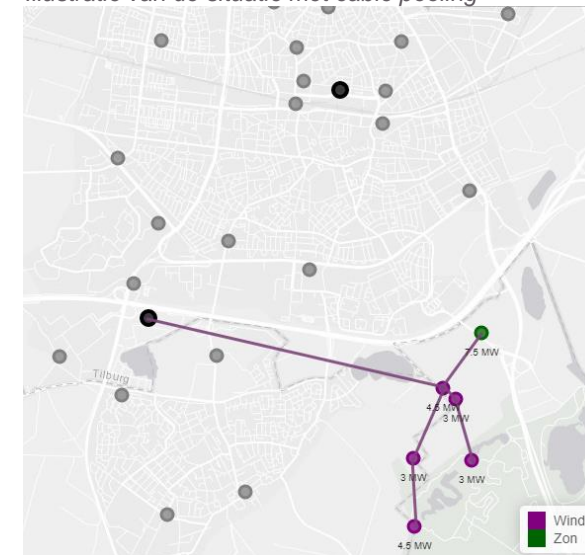 Illustratie van de situatie met cable pooling
7.5 MW
Tilburg
4.5 MW
3 MW
3 MW
3 MW
4.5 MW
Wind
Zon